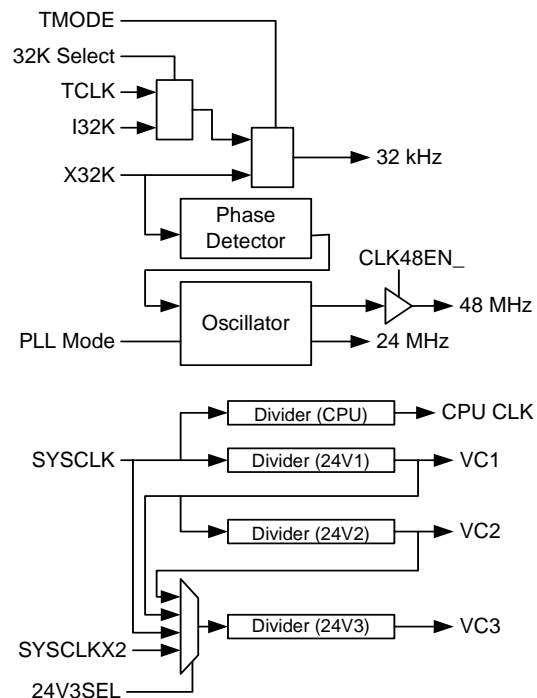 TMODE
32K Select
TCLK
I32K
32 kHz
X32K
Phase
Detector
CLK48EN_
Oscillator
48 MHz
PLL Mode
24 MHz
Divider (CPU)
CPU CLK
SYSCLK
Divider (24V1)
VC1
Divider (24V2)
VC2
Divider (24V3)
VC3
SYSCLKX2
24V3SEL